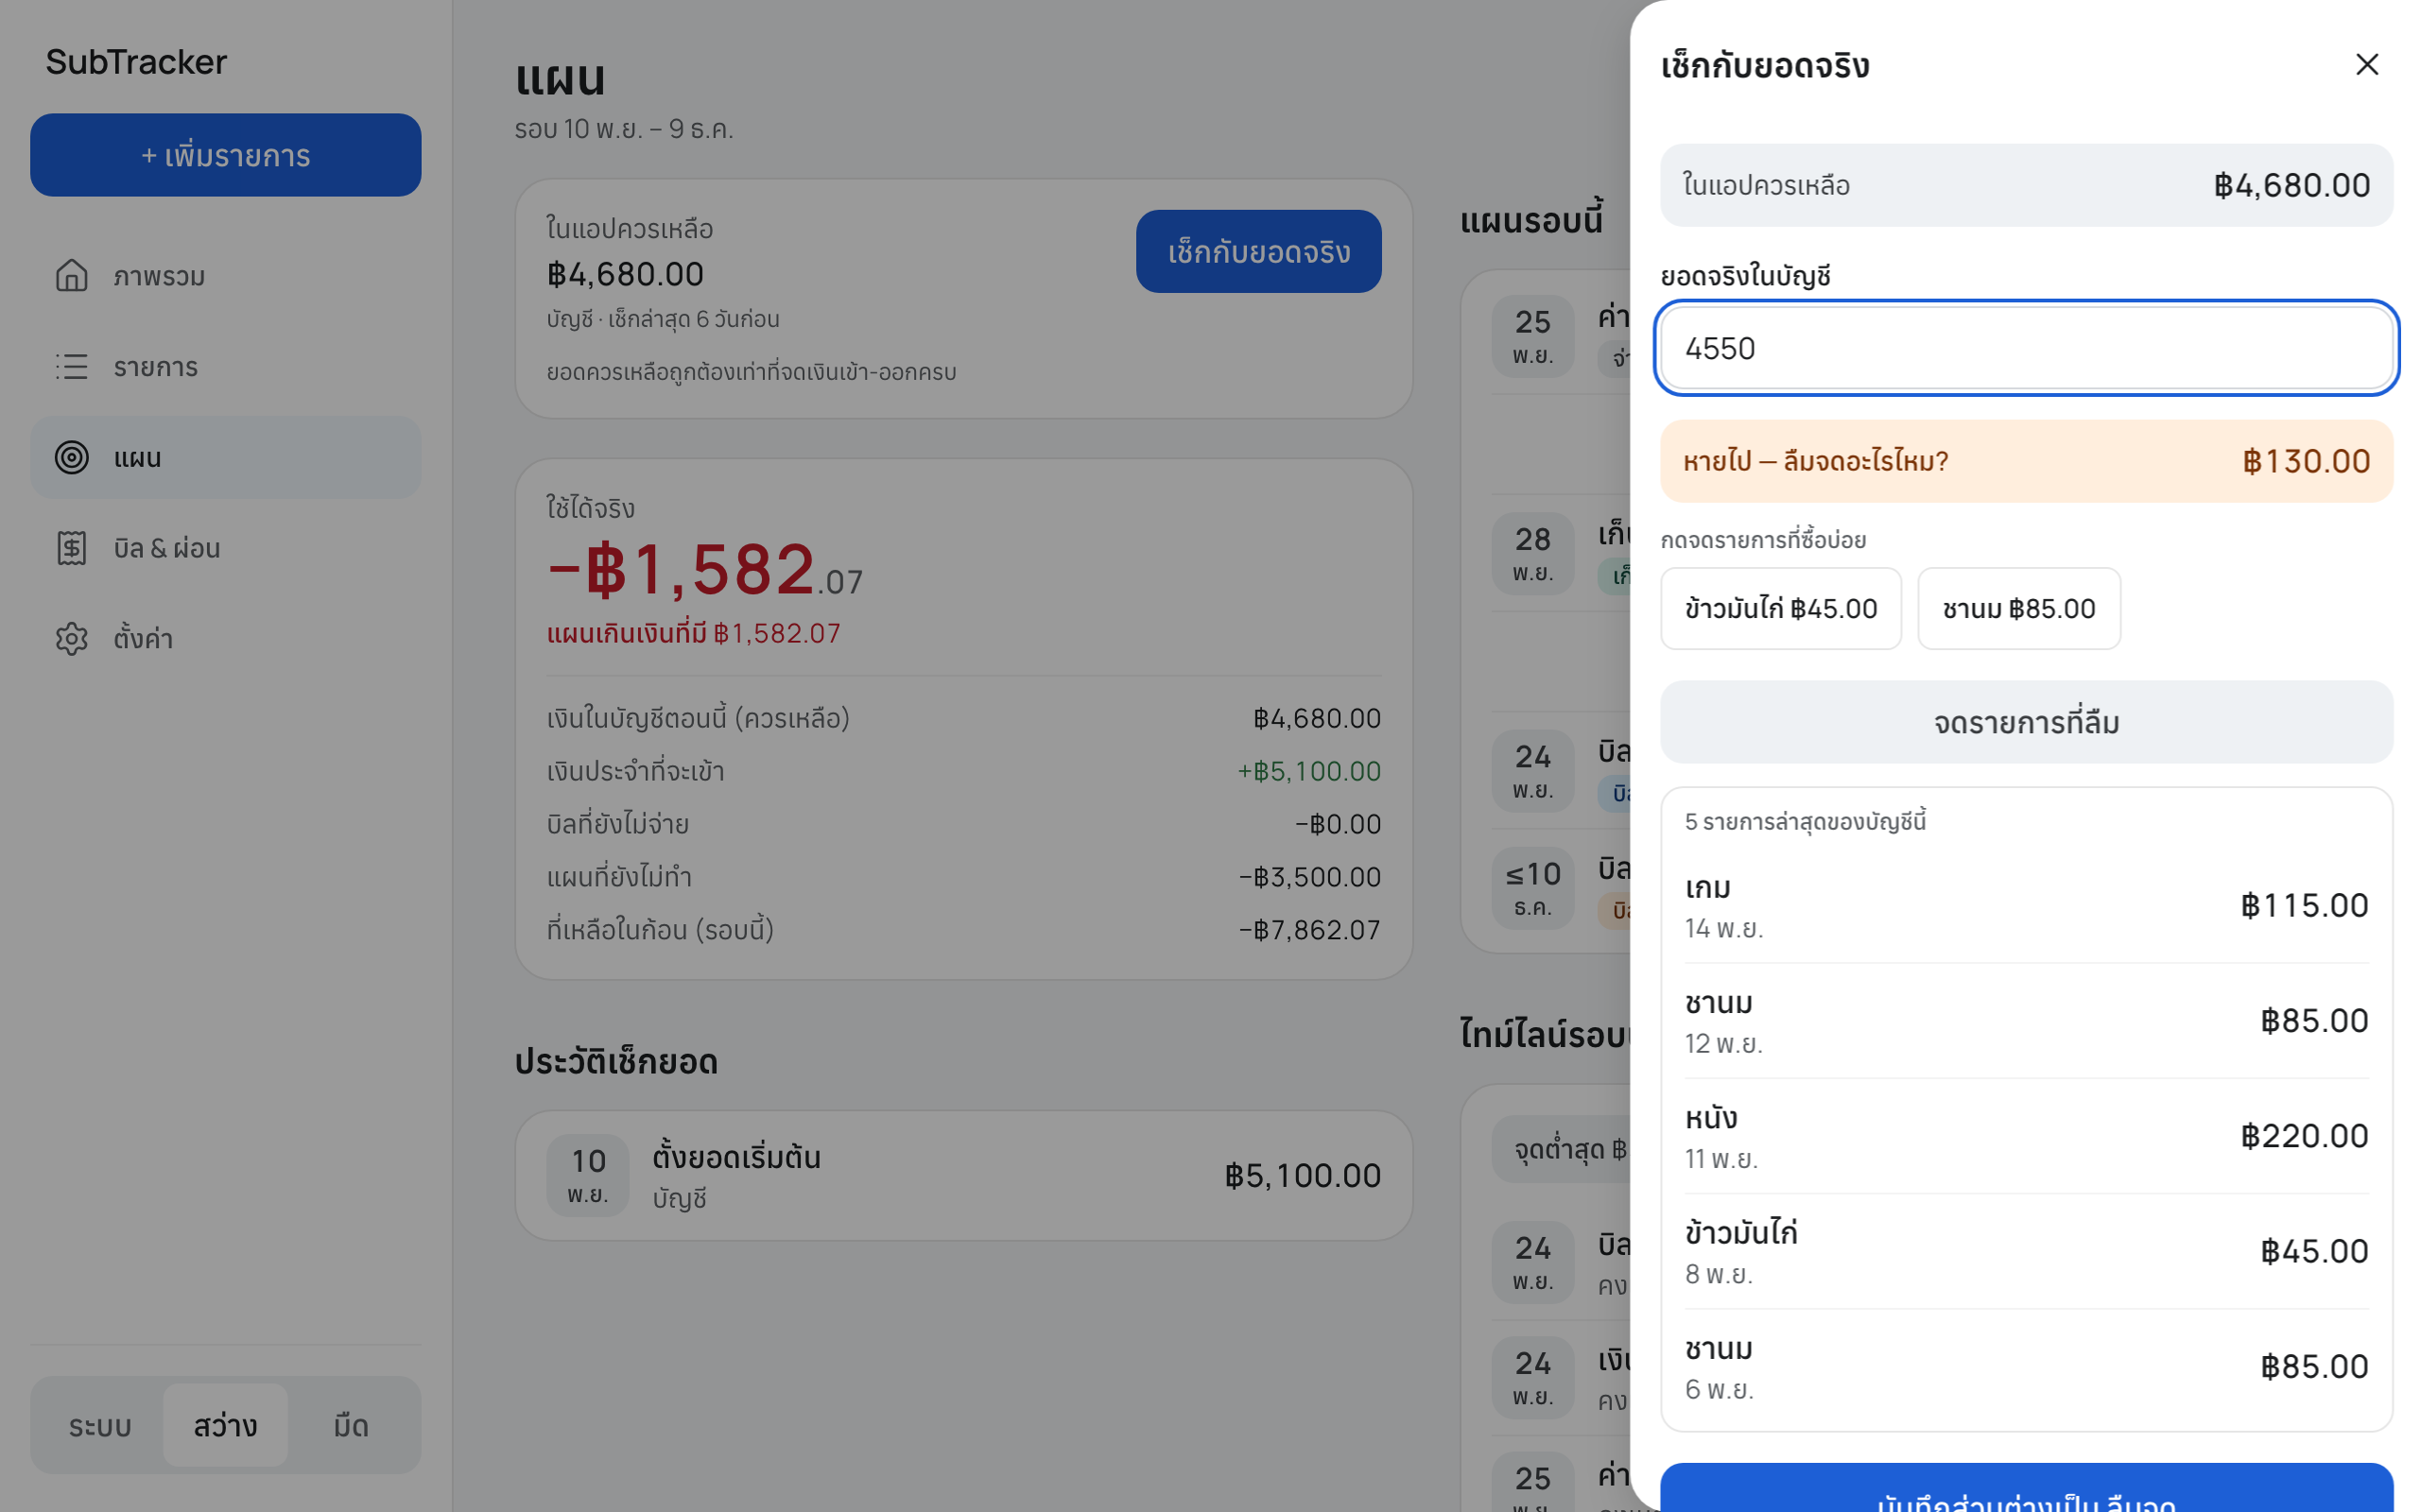 SubTracker
+ เพิ่มรายการ
ภาพรวม
รายการ
แผน
บิล & ผ่อน
ตั้งค่า
ระบบ
สว่าง
มืด
แผน
รอบ 10 พ.ย. – 9 ธ.ค.
ในแอปควรเหลือ
฿4,680.00
บัญชี · เช็กล่าสุด 6 วันก่อน
ยอดควรเหลือถูกต้องเท่าที่จดเงินเข้า-ออกครบ
เช็กกับยอดจริง
ใช้ได้จริง
−฿1,582.07
แผนเกินเงินที่มี ฿1,582.07
เงินในบัญชีตอนนี้ (ควรเหลือ) ฿4,680.00
เงินประจำที่จะเข้า +฿5,100.00
บิลที่ยังไม่จ่าย −฿0.00
แผนที่ยังไม่ทำ −฿3,500.00
ที่เหลือในก้อน (รอบนี้) −฿7,862.07
ประวัติเช็กยอด
10 พ.ย.
ตั้งยอดเริ่มต้น
บัญชี
฿5,100.00
แผนรอบนี้
25
พ.ย.
28
พ.ย.
24
พ.ย.
≤10
ธ.ค.
จุดต่ำสุด ฿
24
พ.ย.
24
พ.ย.
25
เช็กกับยอดจริง
ในแอปควรเหลือ ฿4,680.00
ยอดจริงในบัญชี
4550
หายไป — ลืมจดอะไรไหม? ฿130.00
กดจดรายการที่ซื้อบ่อย
ข้าวมันไก่ ฿45.00
ชานม ฿85.00
จดรายการที่ลืม
5 รายการล่าสุดของบัญชีนี้
เกม
14 พ.ย.
฿115.00
ชานม
12 พ.ย.
฿85.00
หนัง
11 พ.ย.
฿220.00
ข้าวมันไก่
8 พ.ย.
฿45.00
ชานม
6 พ.ย.
฿85.00
บันทึกส่วนต่างเป็น ลืมจด